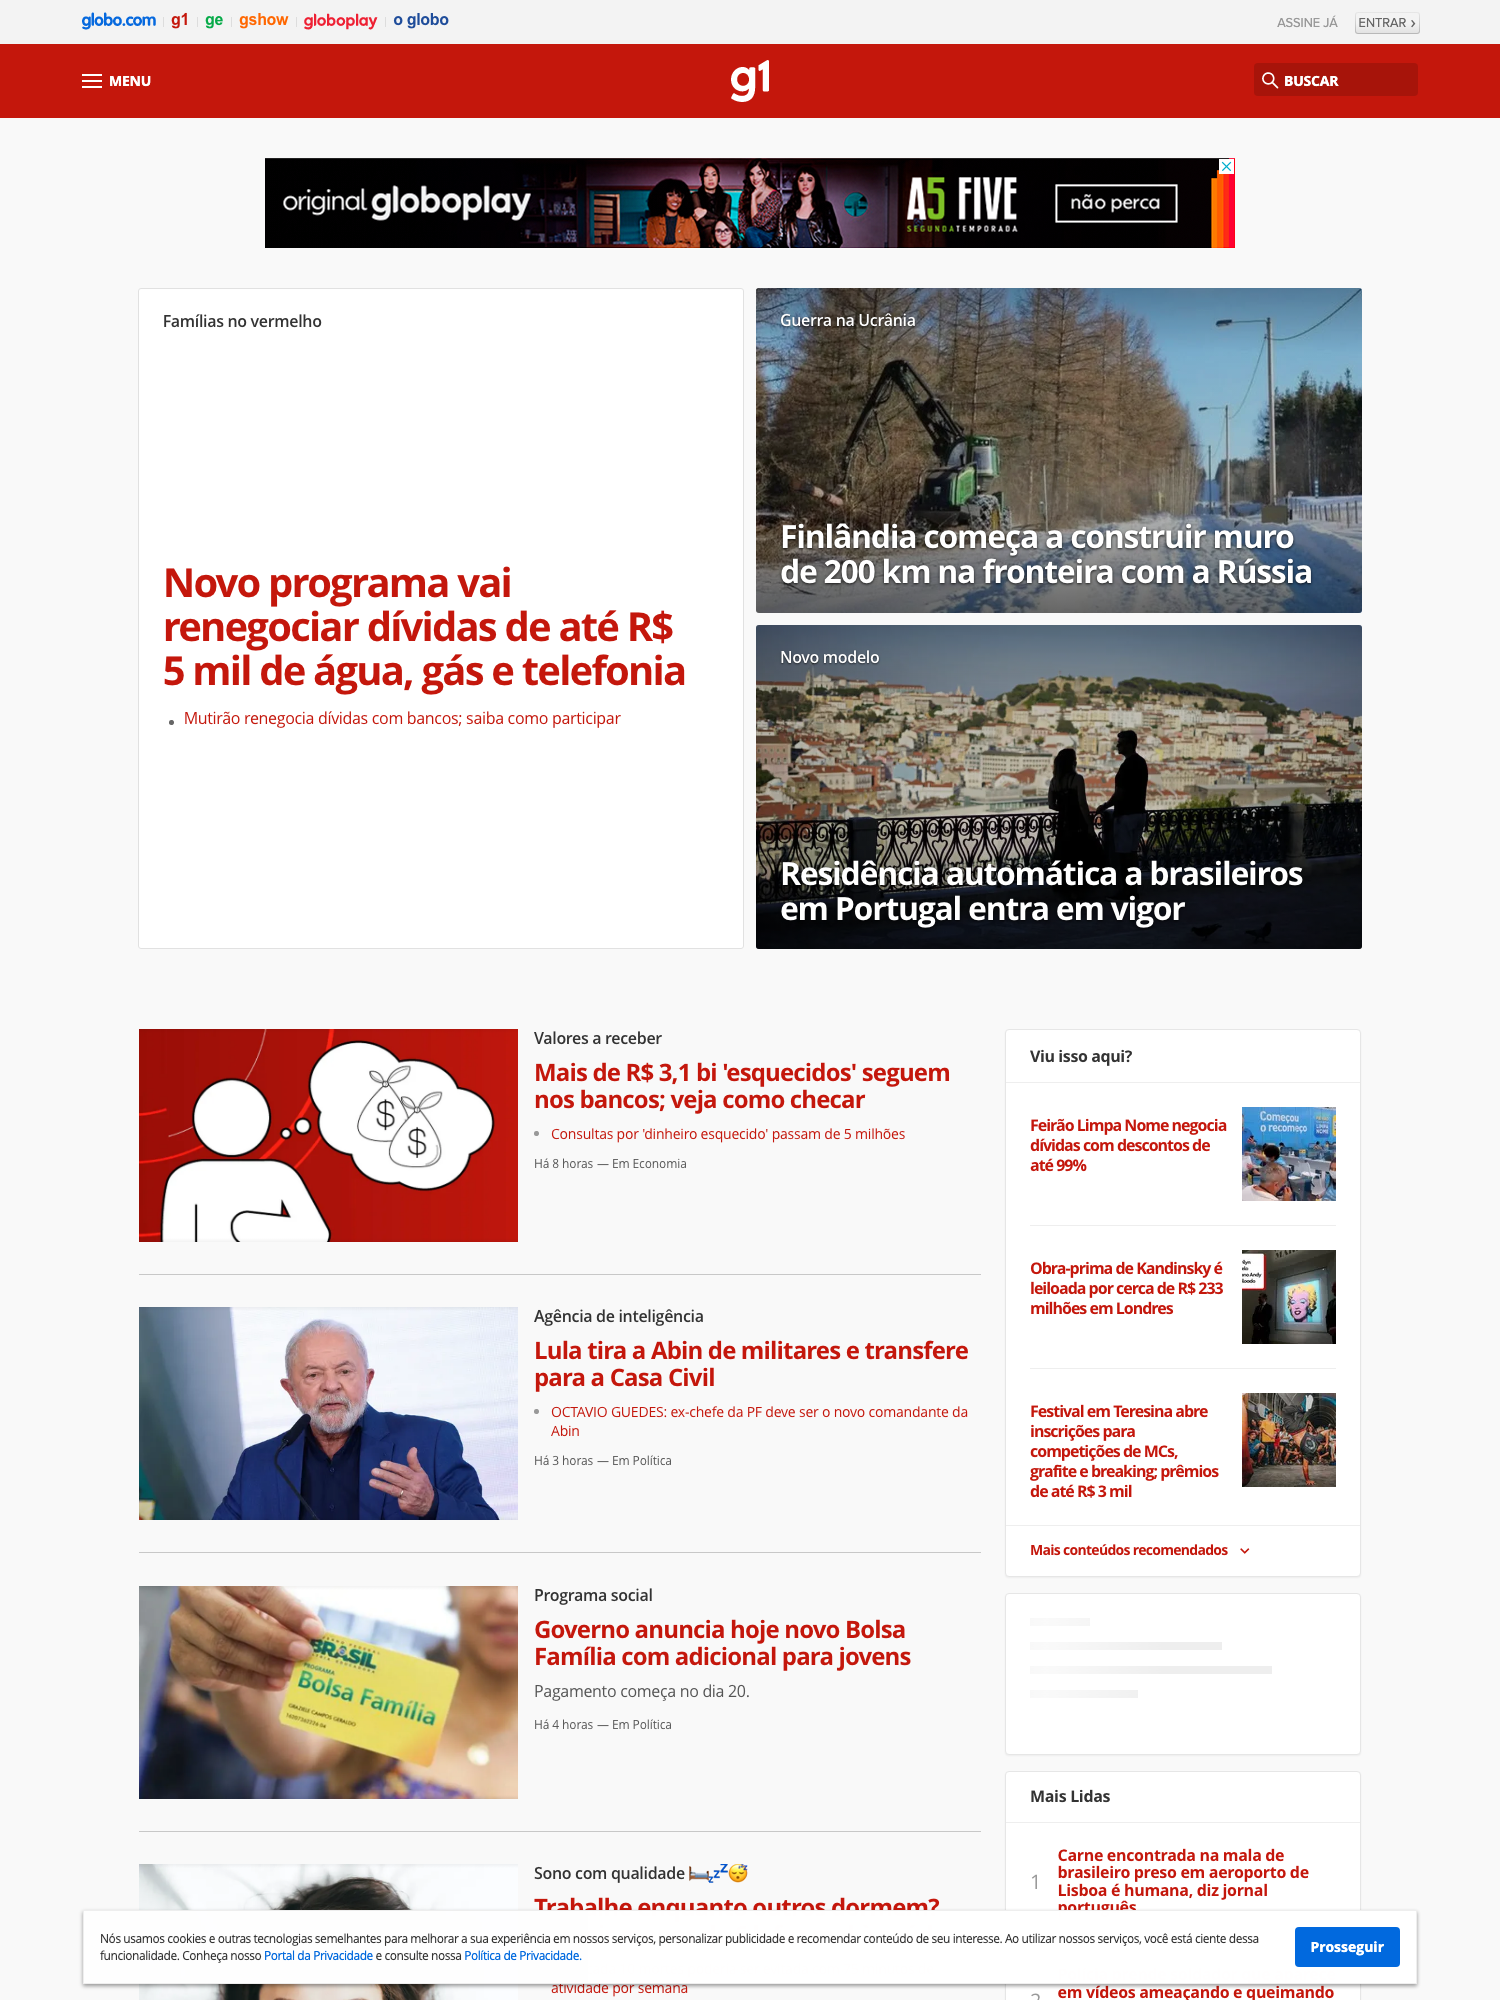 globo.com g1 ge gshow globoplay o globo
ASSINE JÁ ENTRAR ›
MENU
g1
BUSCAR
original globoplay
A5 FIVE
SEGUNDA TEMPORADA
não perca
Famílias no vermelho
Novo programa vai
renegociar dívidas de até R$
5 mil de água, gás e telefonia
Mutirão renegocia dívidas com bancos; saiba como participar
Guerra na Ucrânia
Finlândia começa a construir muro
de 200 km na fronteira com a Rússia
Novo modelo
Residência automática a brasileiros
em Portugal entra em vigor
$
$
Valores a receber
Mais de R$ 3,1 bi 'esquecidos' seguem
nos bancos; veja como checar
Consultas por 'dinheiro esquecido' passam de 5 milhões
Há 8 horas — Em Economia
Agência de inteligência
Lula tira a Abin de militares e transfere
para a Casa Civil
OCTAVIO GUEDES: ex-chefe da PF deve ser o novo comandante da
Abin
Há 3 horas — Em Política
BRASIL
PROGRAMA
Bolsa Família
GRAZIELE CAMPOS GERALDO
Programa social
Governo anuncia hoje novo Bolsa
Família com adicional para jovens
Pagamento começa no dia 20.
Há 4 horas — Em Política
Sono com qualidade 🛌💤😴
Trabalhe enquanto outros dormem?
atividade por semana
Viu isso aqui?
Feirão Limpa Nome negocia
dívidas com descontos de
até 99%
Começou
o recomeço
Obra-prima de Kandinsky é
leiloada por cerca de R$ 233
milhões em Londres
Festival em Teresina abre
inscrições para
competições de MCs,
grafite e breaking; prêmios
de até R$ 3 mil
Mais conteúdos recomendados
Mais Lidas
1
Carne encontrada na mala de
brasileiro preso em aeroporto de
Lisboa é humana, diz jornal
português
2
em vídeos ameaçando e queimando
Nós usamos cookies e outras tecnologias semelhantes para melhorar a sua experiência em nossos serviços, personalizar publicidade e recomendar conteúdo de seu interesse. Ao utilizar nossos serviços, você está ciente dessa
funcionalidade. Conheça nosso Portal da Privacidade e consulte nossa Política de Privacidade.
Prosseguir